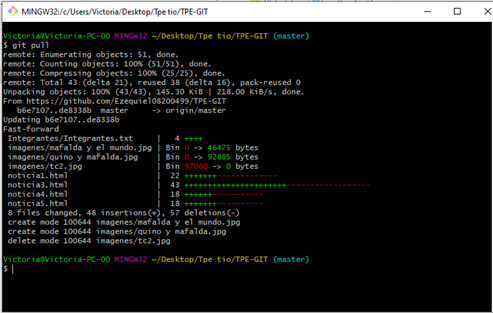 MINGW32:/c/Users/Victoria/Desktop/Tpe tio/TPE-GIT
Victoria@Victoria-PC-OO MINGW32 ~/Desktop/Tpe tio/TPE-GIT (master)
$ git pull
remote: Enumerating objects: 51, done.
remote: Counting objects: 100% (51/51), done.
remote: Compressing objects: 100% (25/25), done.
remote: Total 43 (delta 21), reused 38 (delta 16), pack-reused 0
Unpacking objects: 100% (43/43), 145.30 KiB | 218.00 KiB/s, done.
From https://github.com/Ezequiel08200499/TPE-GIT
b6e7107..de8338b master -> origin/master
Updating b6e7107..de8338b
Fast-forward
Integrantes/Integrantes.txt | 4 ++++
imagenes/mafalda y el mundo.jpg | Bin 0 -> 46475 bytes
imagenes/quino y mafalda.jpg | Bin 0 -> 92885 bytes
imagenes/tc2.jpg | Bin 97060 -> 0 bytes
noticia1.html | 22 +++++++--------------
noticia3.html | 43 ++++++++++++++++++++++-------------------
noticia4.html | 18 ++++++-----------
noticia5.html | 18 +++++++----------
8 files changed, 48 insertions(+), 57 deletions(-)
create mode 100644 imagenes/mafalda y el mundo.jpg
create mode 100644 imagenes/quino y mafalda.jpg
delete mode 100644 imagenes/tc2.jpg
Victoria@Victoria-PC-OO MINGW32 ~/Desktop/Tpe tio/TPE-GIT (master)
$